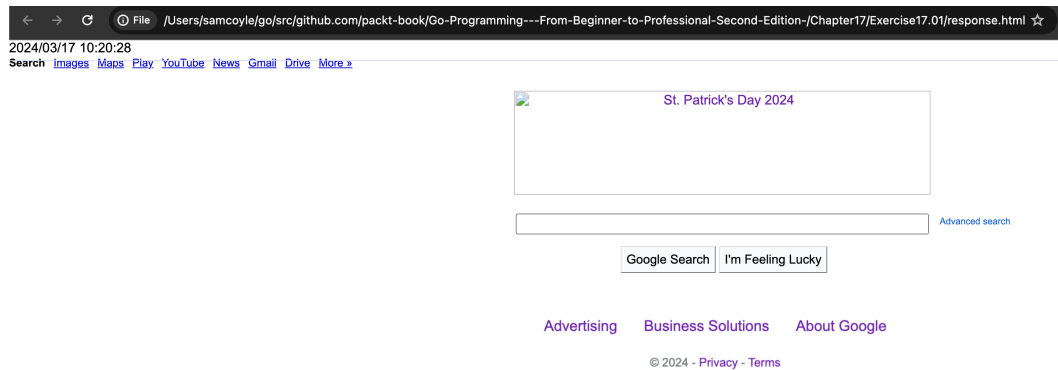 File /Users/samcoyle/go/src/github.com/packt-book/Go-Programming---From-Beginner-to-Professional-Second-Edition-/Chapter17/Exercise17.01/response.html
2024/03/17 10:20:28
Search Images Maps Play YouTube News Gmail Drive More »
St. Patrick's Day 2024
Advanced search
Google Search I'm Feeling Lucky
Advertising Business Solutions About Google
© 2024 - Privacy - Terms